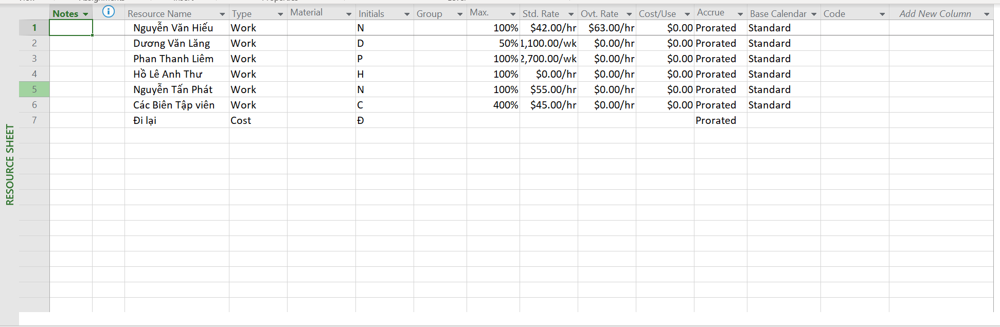 Notes Resource Name Type Material Initials Group Max. Std. Rate Ovt. Rate Cost/Use Accrue Base Calendar Code Add New Column
1 Nguyễn Văn Hiếu Work N 100% $42.00/hr $63.00/hr $0.00 Prorated Standard
2 Dương Văn Lăng Work D 50% 1,100.00/wk $0.00/hr $0.00 Prorated Standard
3 Phan Thanh Liêm Work P 100% 2,700.00/wk $0.00/hr $0.00 Prorated Standard
4 Hồ Lê Anh Thư Work H 100% $0.00/hr $0.00/hr $0.00 Prorated Standard
5 Nguyễn Tấn Phát Work N 100% $55.00/hr $0.00/hr $0.00 Prorated Standard
6 Các Biên Tập viên Work C 400% $45.00/hr $0.00/hr $0.00 Prorated Standard
7 Đi lại Cost Đ Prorated
RESOURCE SHEET